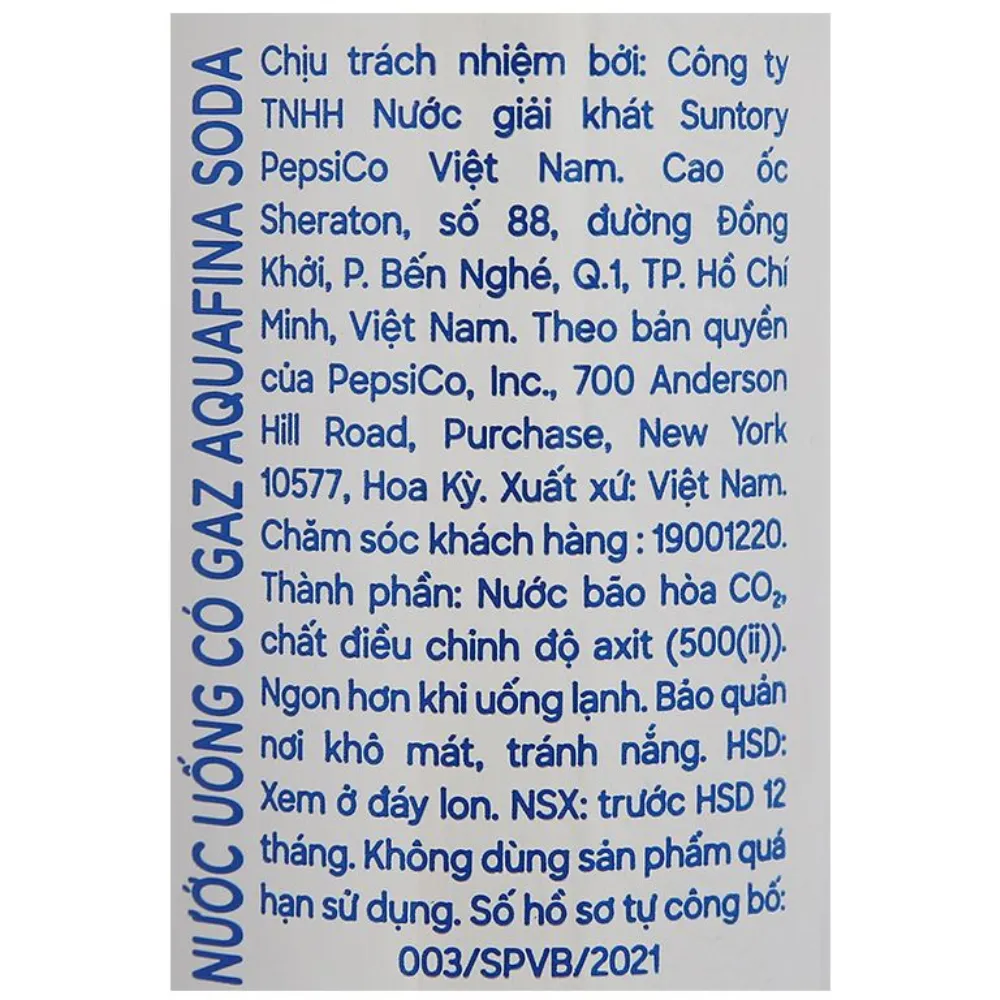 NƯỚC UỐNG CÓ GAZ AQUAFINA SODA
Chịu trách nhiệm bởi: Công ty
TNHH Nước giải khát Suntory
PepsiCo Việt Nam. Cao ốc
Sheraton, số 88, đường Đồng
Khởi, P. Bến Nghé, Q.1, TP. Hồ Chí
Minh, Việt Nam. Theo bản quyền
của PepsiCo, Inc., 700 Anderson
Hill Road, Purchase, New York
10577, Hoa Kỳ. Xuất xứ: Việt Nam.
Chăm sóc khách hàng : 19001220.
Thành phần: Nước bão hòa CO₂,
chất điều chỉnh độ axit (500(ii)).
Ngon hơn khi uống lạnh. Bảo quản
nơi khô mát, tránh nắng. HSD:
Xem ở đáy lon. NSX: trước HSD 12
tháng. Không dùng sản phẩm quá
hạn sử dụng. Số hồ sơ tự công bố:
003/SPVB/2021